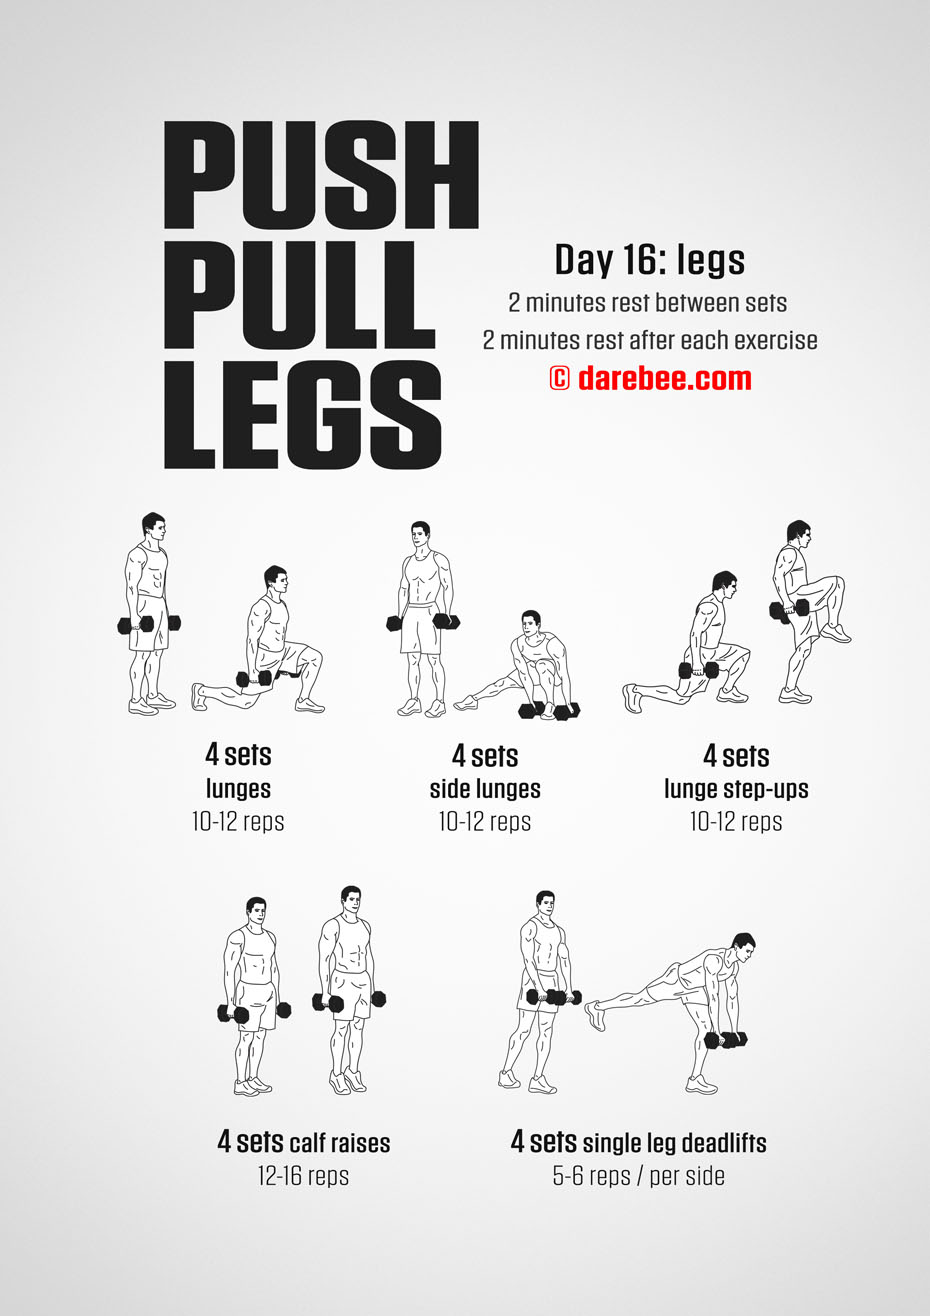 PUSH
PULL
LEGS
Day 16: legs
2 minutes rest between sets
2 minutes rest after each exercise
© darebee.com
4 sets
lunges
10-12 reps
4 sets
side lunges
10-12 reps
4 sets
lunge step-ups
10-12 reps
4 sets calf raises
12-16 reps
4 sets single leg deadlifts
5-6 reps / per side